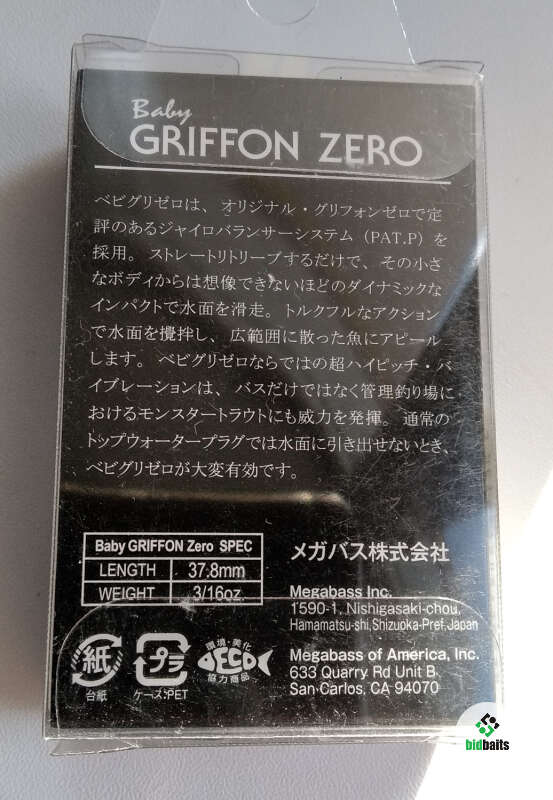 Baby
GRIFFON ZERO
ベビグリゼロは、オリジナル・グリフォンゼロで定
評のあるジャイロバランサーシステム（PAT.P）を
採用。ストレートリトリーブするだけで、その小さ
なボディからは想像できないほどのダイナミックな
インパクトで水面を滑走。トルクフルなアクション
で水面を攪拌し、広範囲に散った魚にアピール
します。ベビグリゼロならではの超ハイピッチ・バ
イブレーションは、バスだけではなく管理釣り場に
おけるモンスタートラウトにも威力を発揮。通常の
トップウォータープラグでは水面に引き出せないとき、
ベビグリゼロが大変有効です。
Baby GRIFFON Zero SPEC
LENGTH 37.8mm
WEIGHT 3/16oz.
メガバス株式会社
Megabass Inc.
1590-1, Nishigasaki-chou,
Hamamatsu-shi,Shizuoka-Pref,Japan
Megabass of America, Inc.
633 Quarry Rd Unit B
San Carlos, CA 94070
紙
台紙
プラ
ケース:PET
環境・美化
ECO
協力商品
bidbaits